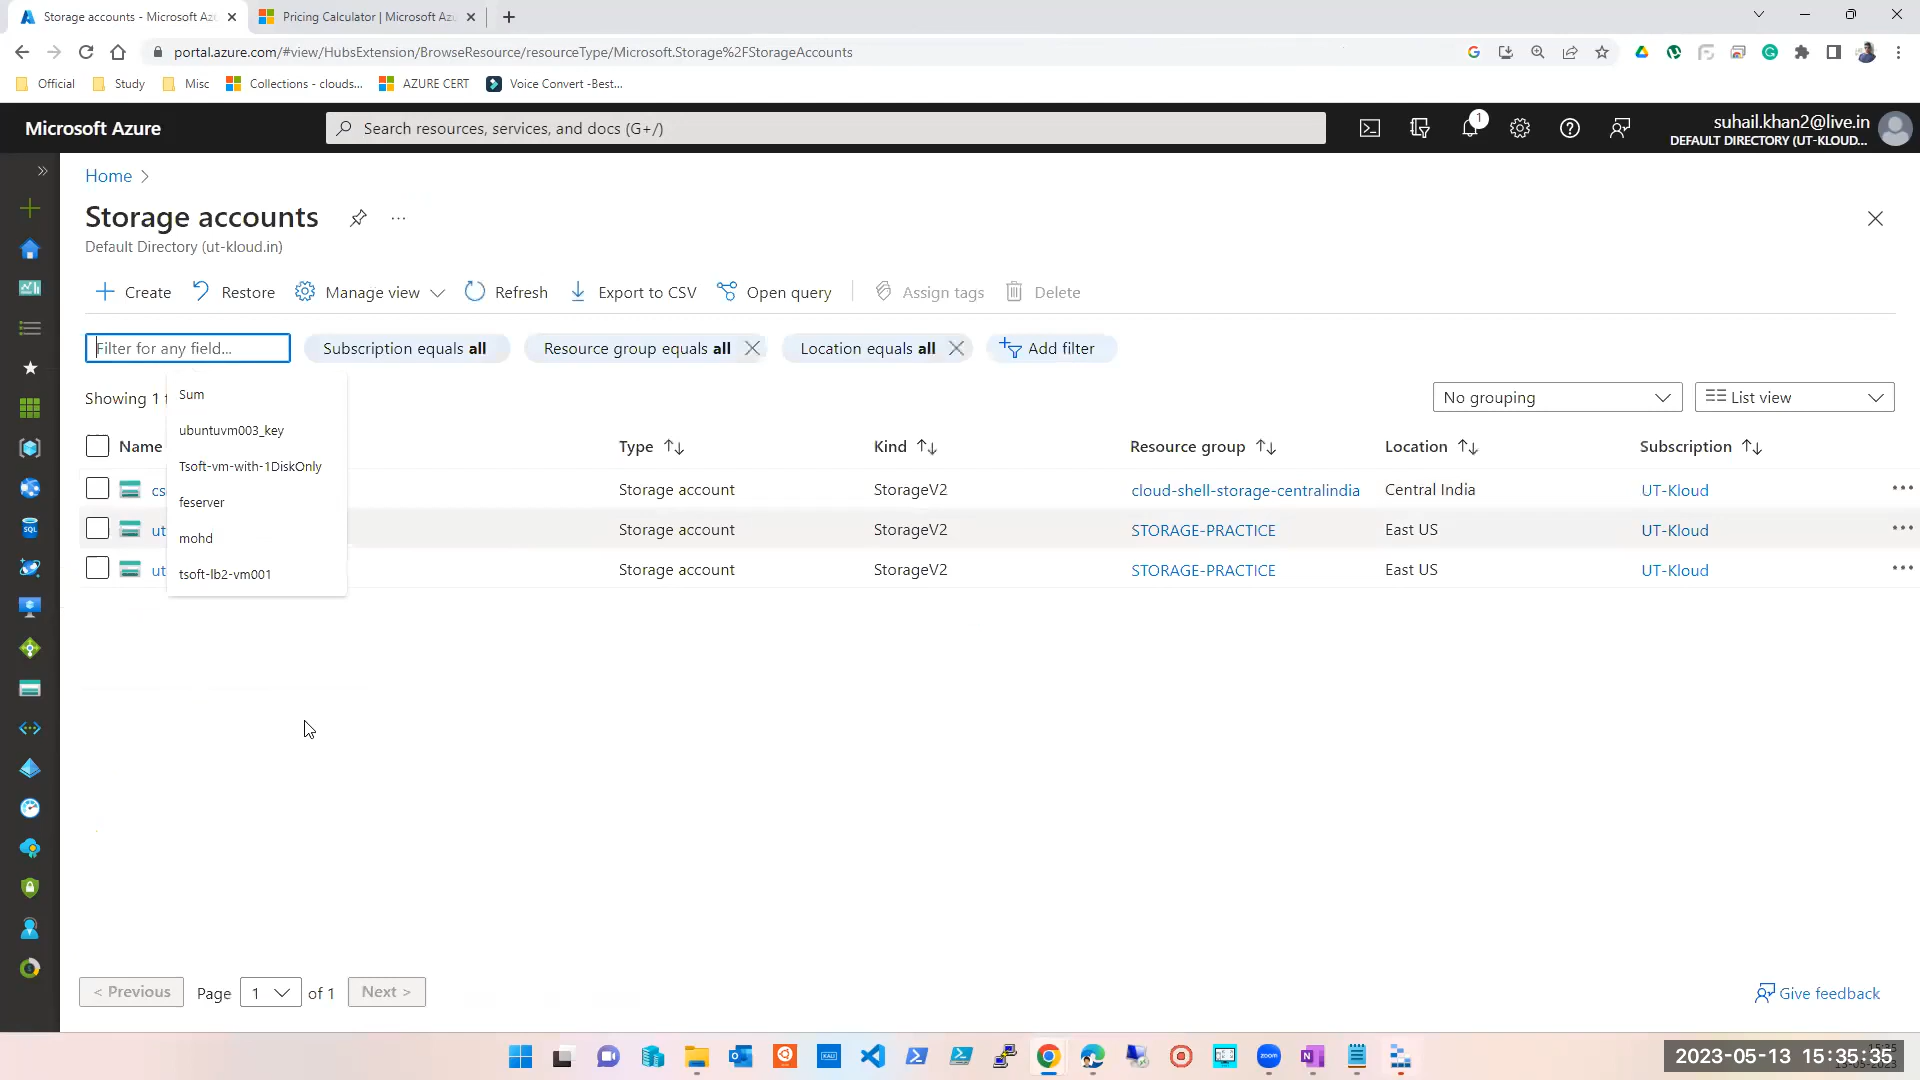 Storage accounts - Microsoft Az
Pricing Calculator | Microsoft Azu
portal.azure.com/#view/HubsExtension/BrowseResource/resourceType/Microsoft.Storage%2FStorageAccounts
Official
Study
Misc
Collections - clouds...
AZURE CERT
Voice Convert -Best...
Microsoft Azure
Search resources, services, and docs (G+/)
1
suhail.khan2@live.in
DEFAULT DIRECTORY (UT-KLOUD...
Home
Storage accounts
...
Default Directory (ut-kloud.in)
Create
Restore
Manage view
Refresh
Export to CSV
Open query
Assign tags
Delete
Filter for any field...
Subscription equals all
Resource group equals all
Location equals all
Add filter
Showing 1
No grouping
List view
Sum
ubuntuvm003_key
Tsoft-vm-with-1DiskOnly
feserver
mohd
tsoft-lb2-vm001
Name
Type
Kind
Resource group
Location
Subscription
cs
Storage account
StorageV2
cloud-shell-storage-centralindia
Central India
UT-Kloud
...
ut
Storage account
StorageV2
STORAGE-PRACTICE
East US
UT-Kloud
...
ut
Storage account
StorageV2
STORAGE-PRACTICE
East US
UT-Kloud
...
< Previous
Page
1
of 1
Next >
Give feedback
2023-05-13 15:35:35